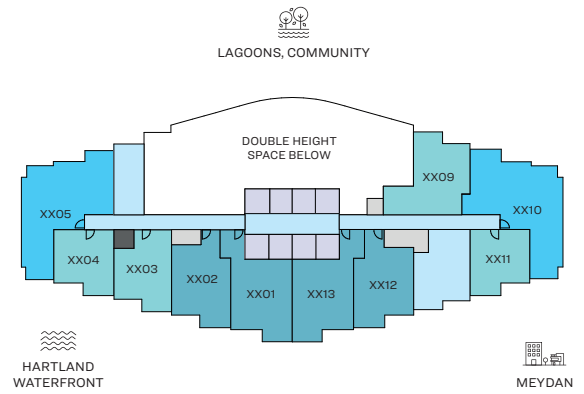 LAGOONS, COMMUNITY
DOUBLE HEIGHT
SPACE BELOW
XX09
XX05
XX10
XX04
XX03
XX02
XX01
XX13
XX12
XX11
HARTLAND
WATERFRONT
MEYDAN